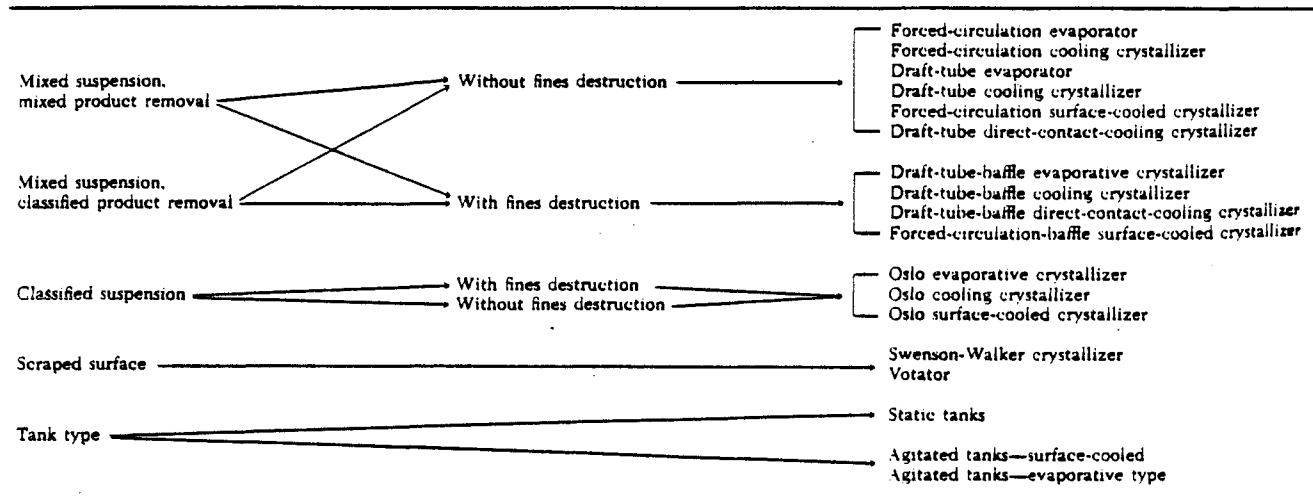 Mixed suspension,
mixed product removal
Without fines destruction
Forced-circulation evaporator
Forced-circulation cooling crystallizer
Draft-tube evaporator
Draft-tube cooling crystallizer
Forced-circulation surface-cooled crystallizer
Draft-tube direct-contact-cooling crystallizer
Mixed suspension,
classified product removal
With fines destruction
Draft-tube-baffle evaporative crystallizer
Draft-tube-baffle cooling crystallizer
Draft-tube-baffle direct-contact-cooling crystallizer
Forced-circulation-baffle surface-cooled crystallizer
Classified suspension
With fines destruction
Without fines destruction
Oslo evaporative crystallizer
Oslo cooling crystallizer
Oslo surface-cooled crystallizer
Scraped surface
Swenson-Walker crystallizer
Votator
Tank type
Static tanks
Agitated tanks—surface-cooled
Agitated tanks—evaporative type